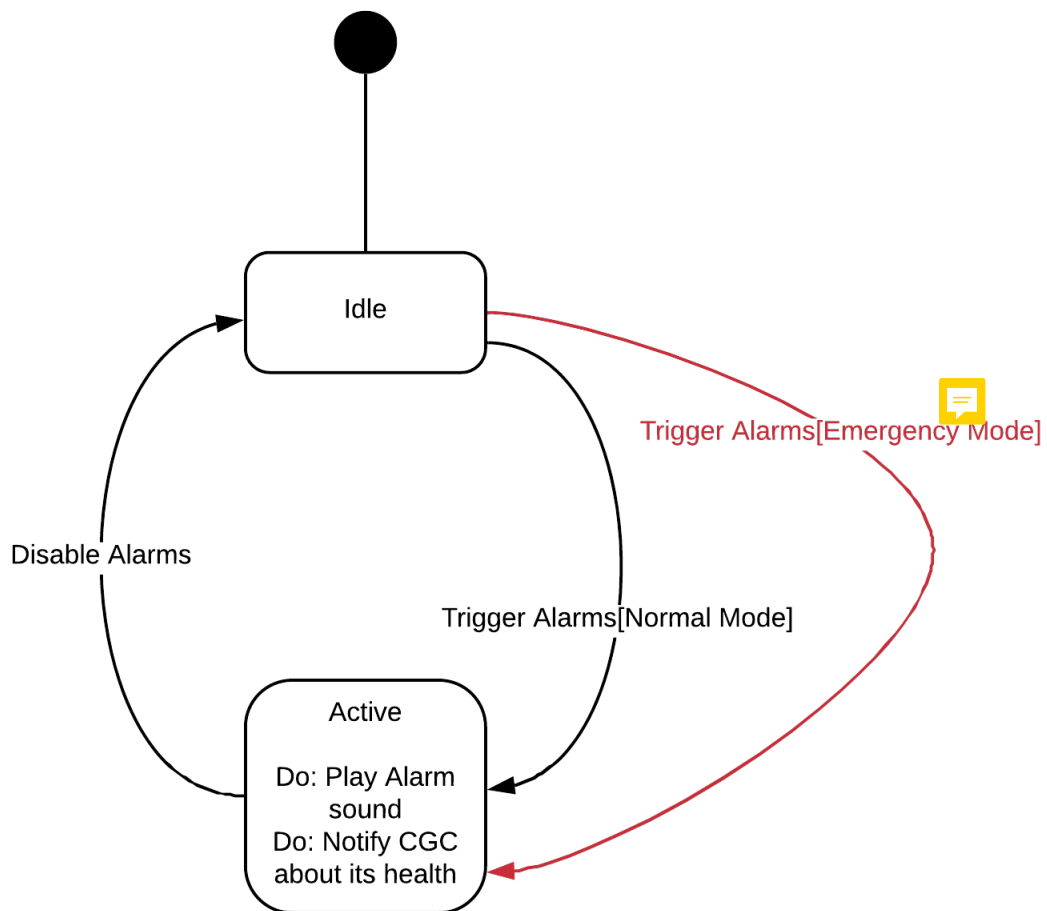 Idle
Trigger Alarms[Emergency Mode]
Disable Alarms
Trigger Alarms[Normal Mode]
Active
Do: Play Alarm
sound
Do: Notify CGC
about its health